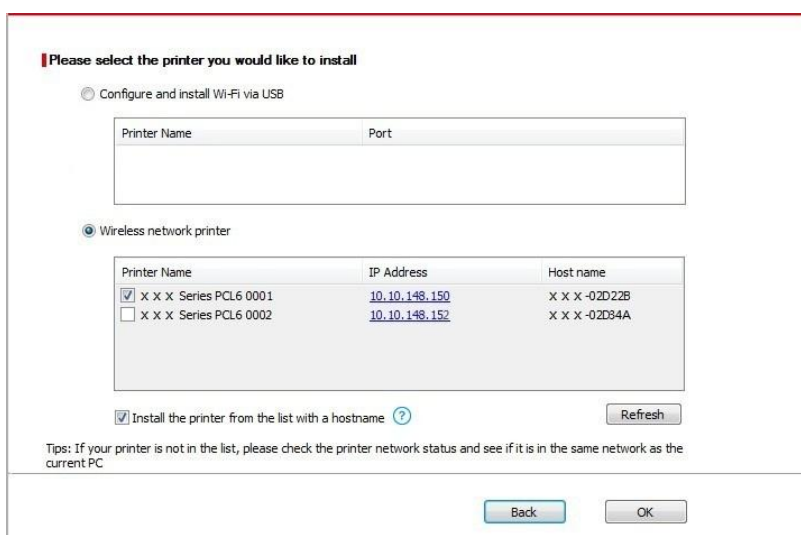 Please select the printer you would like to install
Configure and install Wi-Fi via USB
Printer Name Port
Wireless network printer
Printer Name IP Address Host name
X X X Series PCL6 0001 10.10.148.150 X X X -02D22B
X X X Series PCL6 0002 10.10.148.152 X X X -02D34A
Install the printer from the list with a hostname ? Refresh
Tips: If your printer is not in the list, please check the printer network status and see if it is in the same network as the
current PC
Back OK